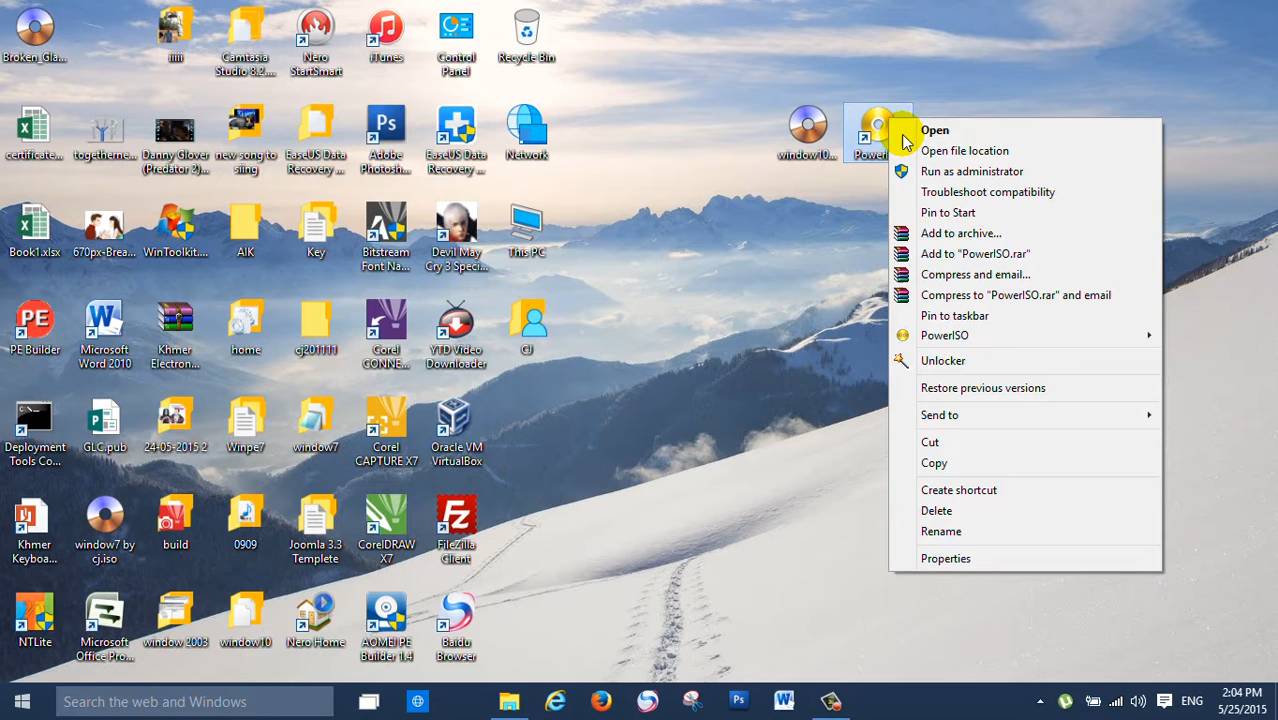 Broken_Gla...
iiiii
Camtasia
Studio 8.2....
Nero
StartSmart
iTunes
Control
Panel
Recycle Bin
certificate...
togetherne...
Danny Glover
(Predator 2)...
new song to
siing
EaseUS Data
Recovery ...
Adobe
Photosh...
EaseUS Data
Recovery ...
Network
window10...
PowerI
Book1.xlsx
670px-Brea...
WinToolkit....
AIK
Key
Bitstream
Font Na...
Devil May
Cry 3 Speci...
This PC
PE
PE Builder
Microsoft
Word 2010
Khmer
Electron...
home
cj201111
Corel
CONNE...
YTD Video
Downloader
CJ
Deployment
Tools Co...
GLC.pub
24-05-2015 2
Winpe7
window7
Corel
CAPTURE X7
Oracle VM
VirtualBox
Khmer
Keyboa...
window7 by
cj.iso
build
0909
Joomla 3.3
Templete
CorelDRAW
X7
FileZilla
Client
NTLite
Microsoft
Office Pro...
window 2003
window10
Nero Home
AOMEI PE
Builder 1.4
Baidu
Browser
Open
Open file location
Run as administrator
Troubleshoot compatibility
Pin to Start
Add to archive...
Add to "PowerISO.rar"
Compress and email...
Compress to "PowerISO.rar" and email
Pin to taskbar
PowerISO
Unlocker
Restore previous versions
Send to
Cut
Copy
Create shortcut
Delete
Rename
Properties
Search the web and Windows
Ps
W
ENG
2:04 PM
5/25/2015